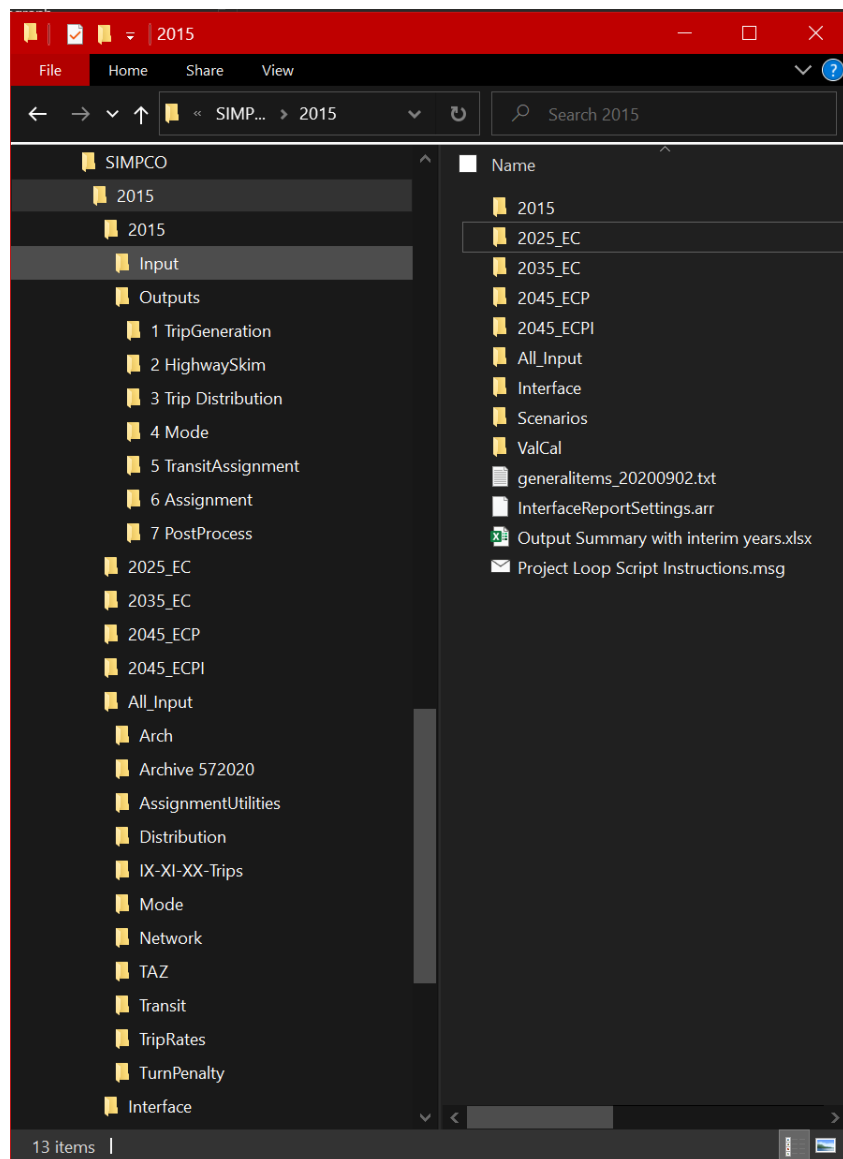 2015
File Home Share View
?
« SIMP... > 2015
Search 2015
SIMPCO
2015
2015
Input
Outputs
1 TripGeneration
2 HighwaySkim
3 Trip Distribution
4 Mode
5 TransitAssignment
6 Assignment
7 PostProcess
2025_EC
2035_EC
2045_ECP
2045_ECPI
All_Input
Arch
Archive 572020
AssignmentUtilities
Distribution
IX-XI-XX-Trips
Mode
Network
TAZ
Transit
TripRates
TurnPenalty
Interface
Name
2015
2025_EC
2035_EC
2045_ECP
2045_ECPI
All_Input
Interface
Scenarios
ValCal
generalitems_20200902.txt
InterfaceReportSettings.arr
Output Summary with interim years.xlsx
Project Loop Script Instructions.msg
13 items